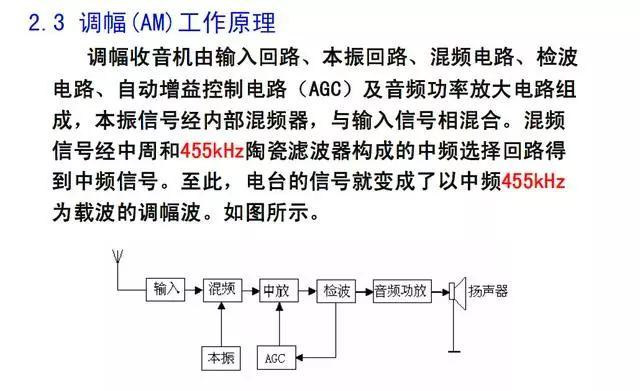 2.3 调幅(AM)工作原理
调幅收音机由输入回路、本振回路、混频电路、检波
电路、自动增益控制电路（AGC）及音频功率放大电路组
成，本振信号经内部混频器，与输入信号相混合。混频
信号经中周和455kHz陶瓷滤波器构成的中频选择回路得
到中频信号。至此，电台的信号就变成了以中频455kHz
为载波的调幅波。如图所示。
输入 混频 中放 检波 音频功放 扬声器
本振 AGC